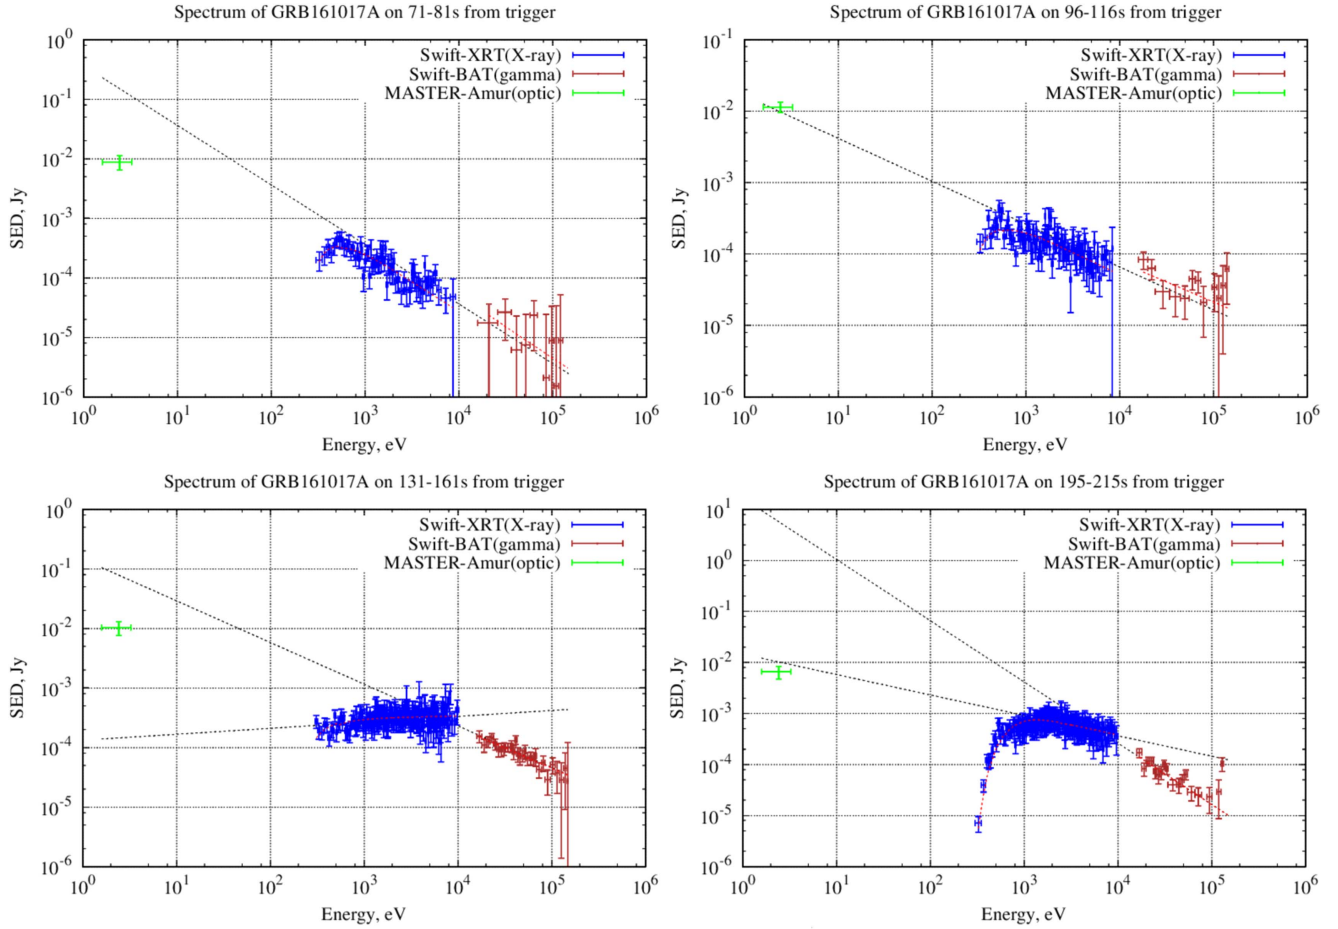 Spectrum of GRB161017A on 71-81s from trigger
SED, Jy
10^0
10^-1
10^-2
10^-3
10^-4
10^-5
10^-6
Swift-XRT(X-ray)
Swift-BAT(gamma)
MASTER-Amur(optic)
10^0 10^1 10^2 10^3 10^4 10^5 10^6
Energy, eV
Spectrum of GRB161017A on 96-116s from trigger
SED, Jy
10^-1
10^-2
10^-3
10^-4
10^-5
10^-6
Swift-XRT(X-ray)
Swift-BAT(gamma)
MASTER-Amur(optic)
10^0 10^1 10^2 10^3 10^4 10^5 10^6
Energy, eV
Spectrum of GRB161017A on 131-161s from trigger
SED, Jy
10^0
10^-1
10^-2
10^-3
10^-4
10^-5
10^-6
Swift-XRT(X-ray)
Swift-BAT(gamma)
MASTER-Amur(optic)
10^0 10^1 10^2 10^3 10^4 10^5 10^6
Energy, eV
Spectrum of GRB161017A on 195-215s from trigger
SED, Jy
10^1
10^0
10^-1
10^-2
10^-3
10^-4
10^-5
10^-6
Swift-XRT(X-ray)
Swift-BAT(gamma)
MASTER-Amur(optic)
10^0 10^1 10^2 10^3 10^4 10^5 10^6
Energy, eV